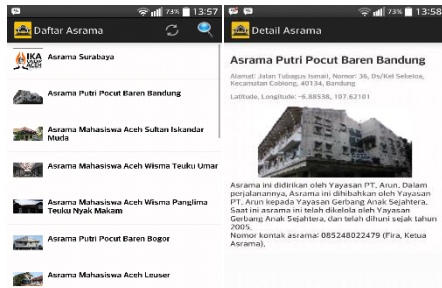 73% 13:57
Daftar Asrama
IKA
Asrama Surabaya
Asrama Putri Pocut Baren Bandung
Asrama Mahasiswa Aceh Sultan Iskandar
Muda
Asrama Mahasiswa Aceh Wisma Teuku Umar
Asrama Mahasiswa Aceh Wisma Panglima
Teuku Nyak Makam
Asrama Putri Pocut Baren Bogor
Asrama Mahasiswa Aceh Leuser
73% 13:58
Detail Asrama
Asrama Putri Pocut Baren Bandung
Alamat: Jalan Tubagus Ismail, Nomor: 36, Ds/Kel Sekeloa,
Kecamatan Coblong, 40134, Bandung
Latitude, Longitude: -6.88538, 107.62101
Asrama ini didirikan oleh Yayasan PT. Arun. Dalam
perjalanannya, Asrama ini dihibahkan oleh PT.
Arun kepada Yayasan Gerbang Anak Sejahtera.
Saat ini asrama ini telah dikelola oleh Yayasan
Gerbang Anak Sejahtera, dan telah dihuni sejak tahun
2005.
Nomor kontak asrama: 085248022479 (Fira, Ketua
Asrama),